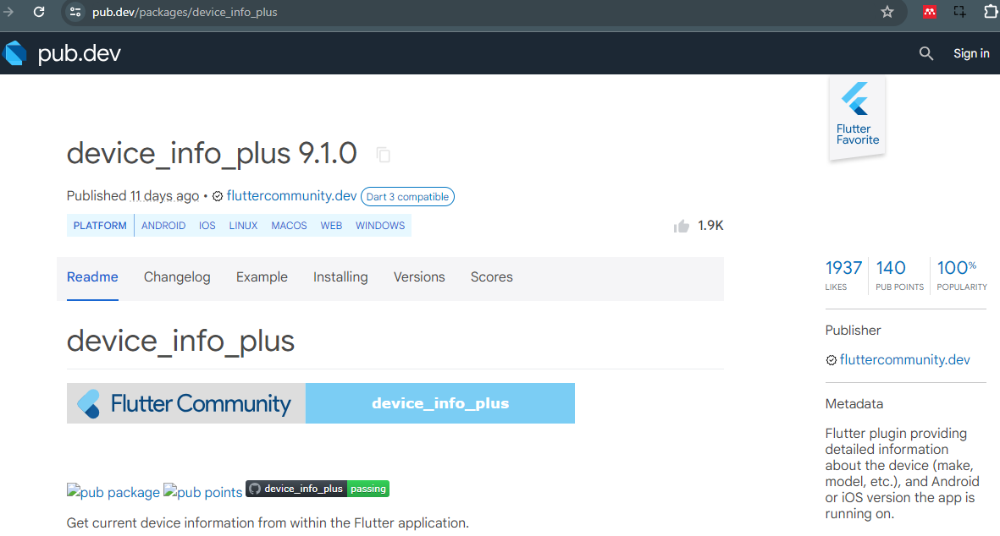 pub.dev/packages/device_info_plus
pub.dev
Sign in
Flutter
Favorite
device_info_plus 9.1.0
Published 11 days ago • fluttercommunity.dev Dart 3 compatible
PLATFORM ANDROID IOS LINUX MACOS WEB WINDOWS
1.9K
Readme Changelog Example Installing Versions Scores
device_info_plus
Flutter Community device_info_plus
pub package pub points device_info_plus passing
Get current device information from within the Flutter application.
1937 140 100%
LIKES PUB POINTS POPULARITY
Publisher
fluttercommunity.dev
Metadata
Flutter plugin providing
detailed information
about the device (make,
model, etc.), and Android
or iOS version the app is
running on.